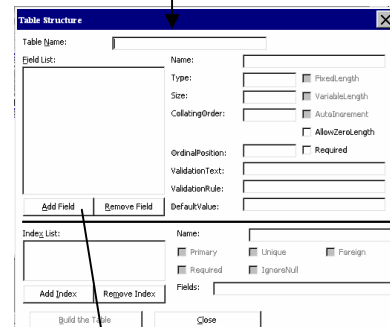 Table Structure
Table Name:
Field List:
Name:
Type:
FixedLength
Size:
VariableLength
CollatingOrder:
AutoIncrement
AllowZeroLength
OrdinalPosition:
Required
ValidationText:
ValidationRule:
Add Field
Remove Field
DefaultValue:
Index List:
Name:
Primary
Unique
Foreign
Required
IgnoreNull
Add Index
Remove Index
Fields:
Build the Table
Close